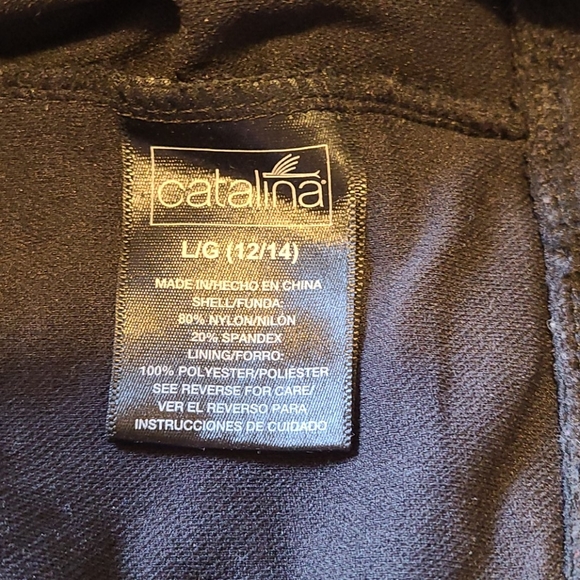 catalina®
L/G (12/14)
MADE IN/HECHO EN CHINA
SHELL/FUNDA:
80% NYLON/NILÓN
20% SPANDEX
LINING/FORRO:
100% POLYESTER/POLIÉSTER
SEE REVERSE FOR CARE/
VER EL REVERSO PARA
INSTRUCCIONES DE CUIDADO